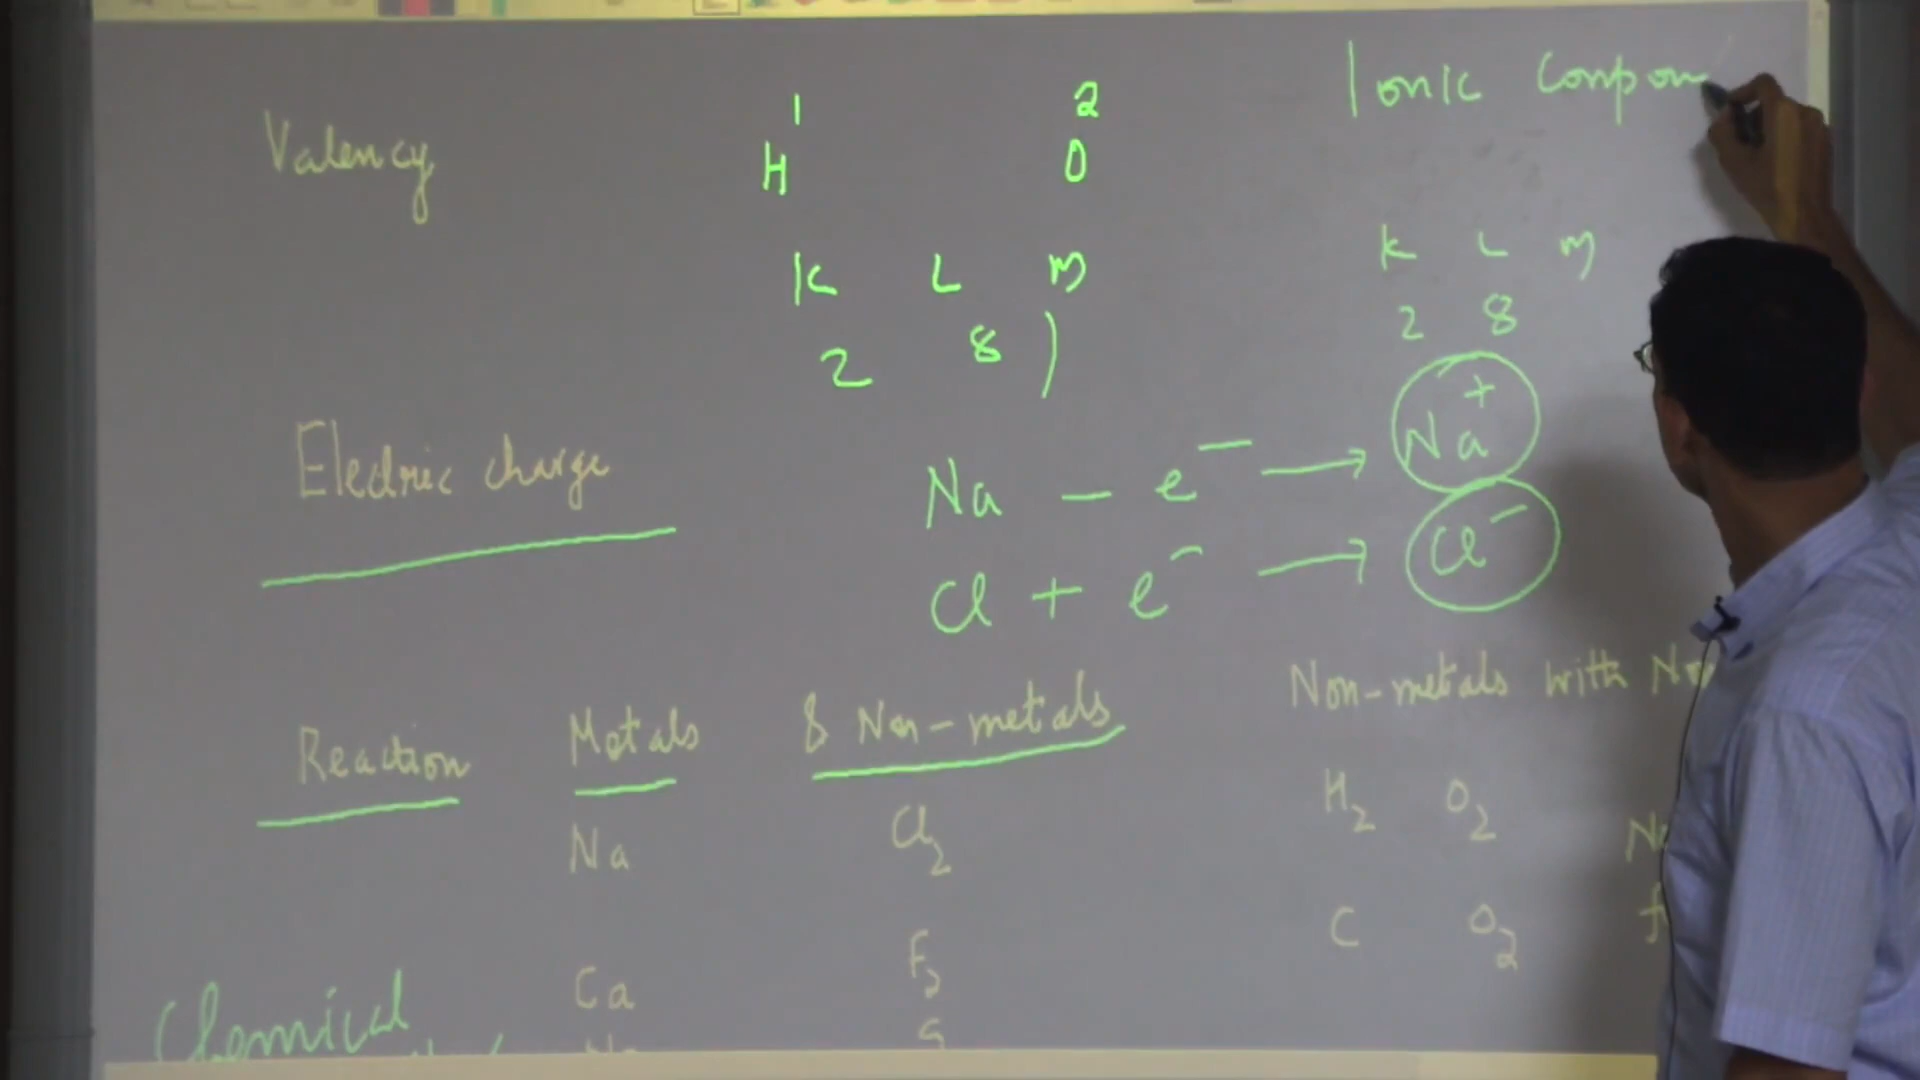 Ionic Compoun
1 2
Valency H O
K L M K L M
2 8 ) 2 8
Electric charge
Na − e⁻ → Na⁺
Cl + e⁻ → Cl⁻
Non-metals with No
Reaction Metals & Non-metals
H₂ O₂
Na Cl₂
C O₂
Ca F₂
Chemical